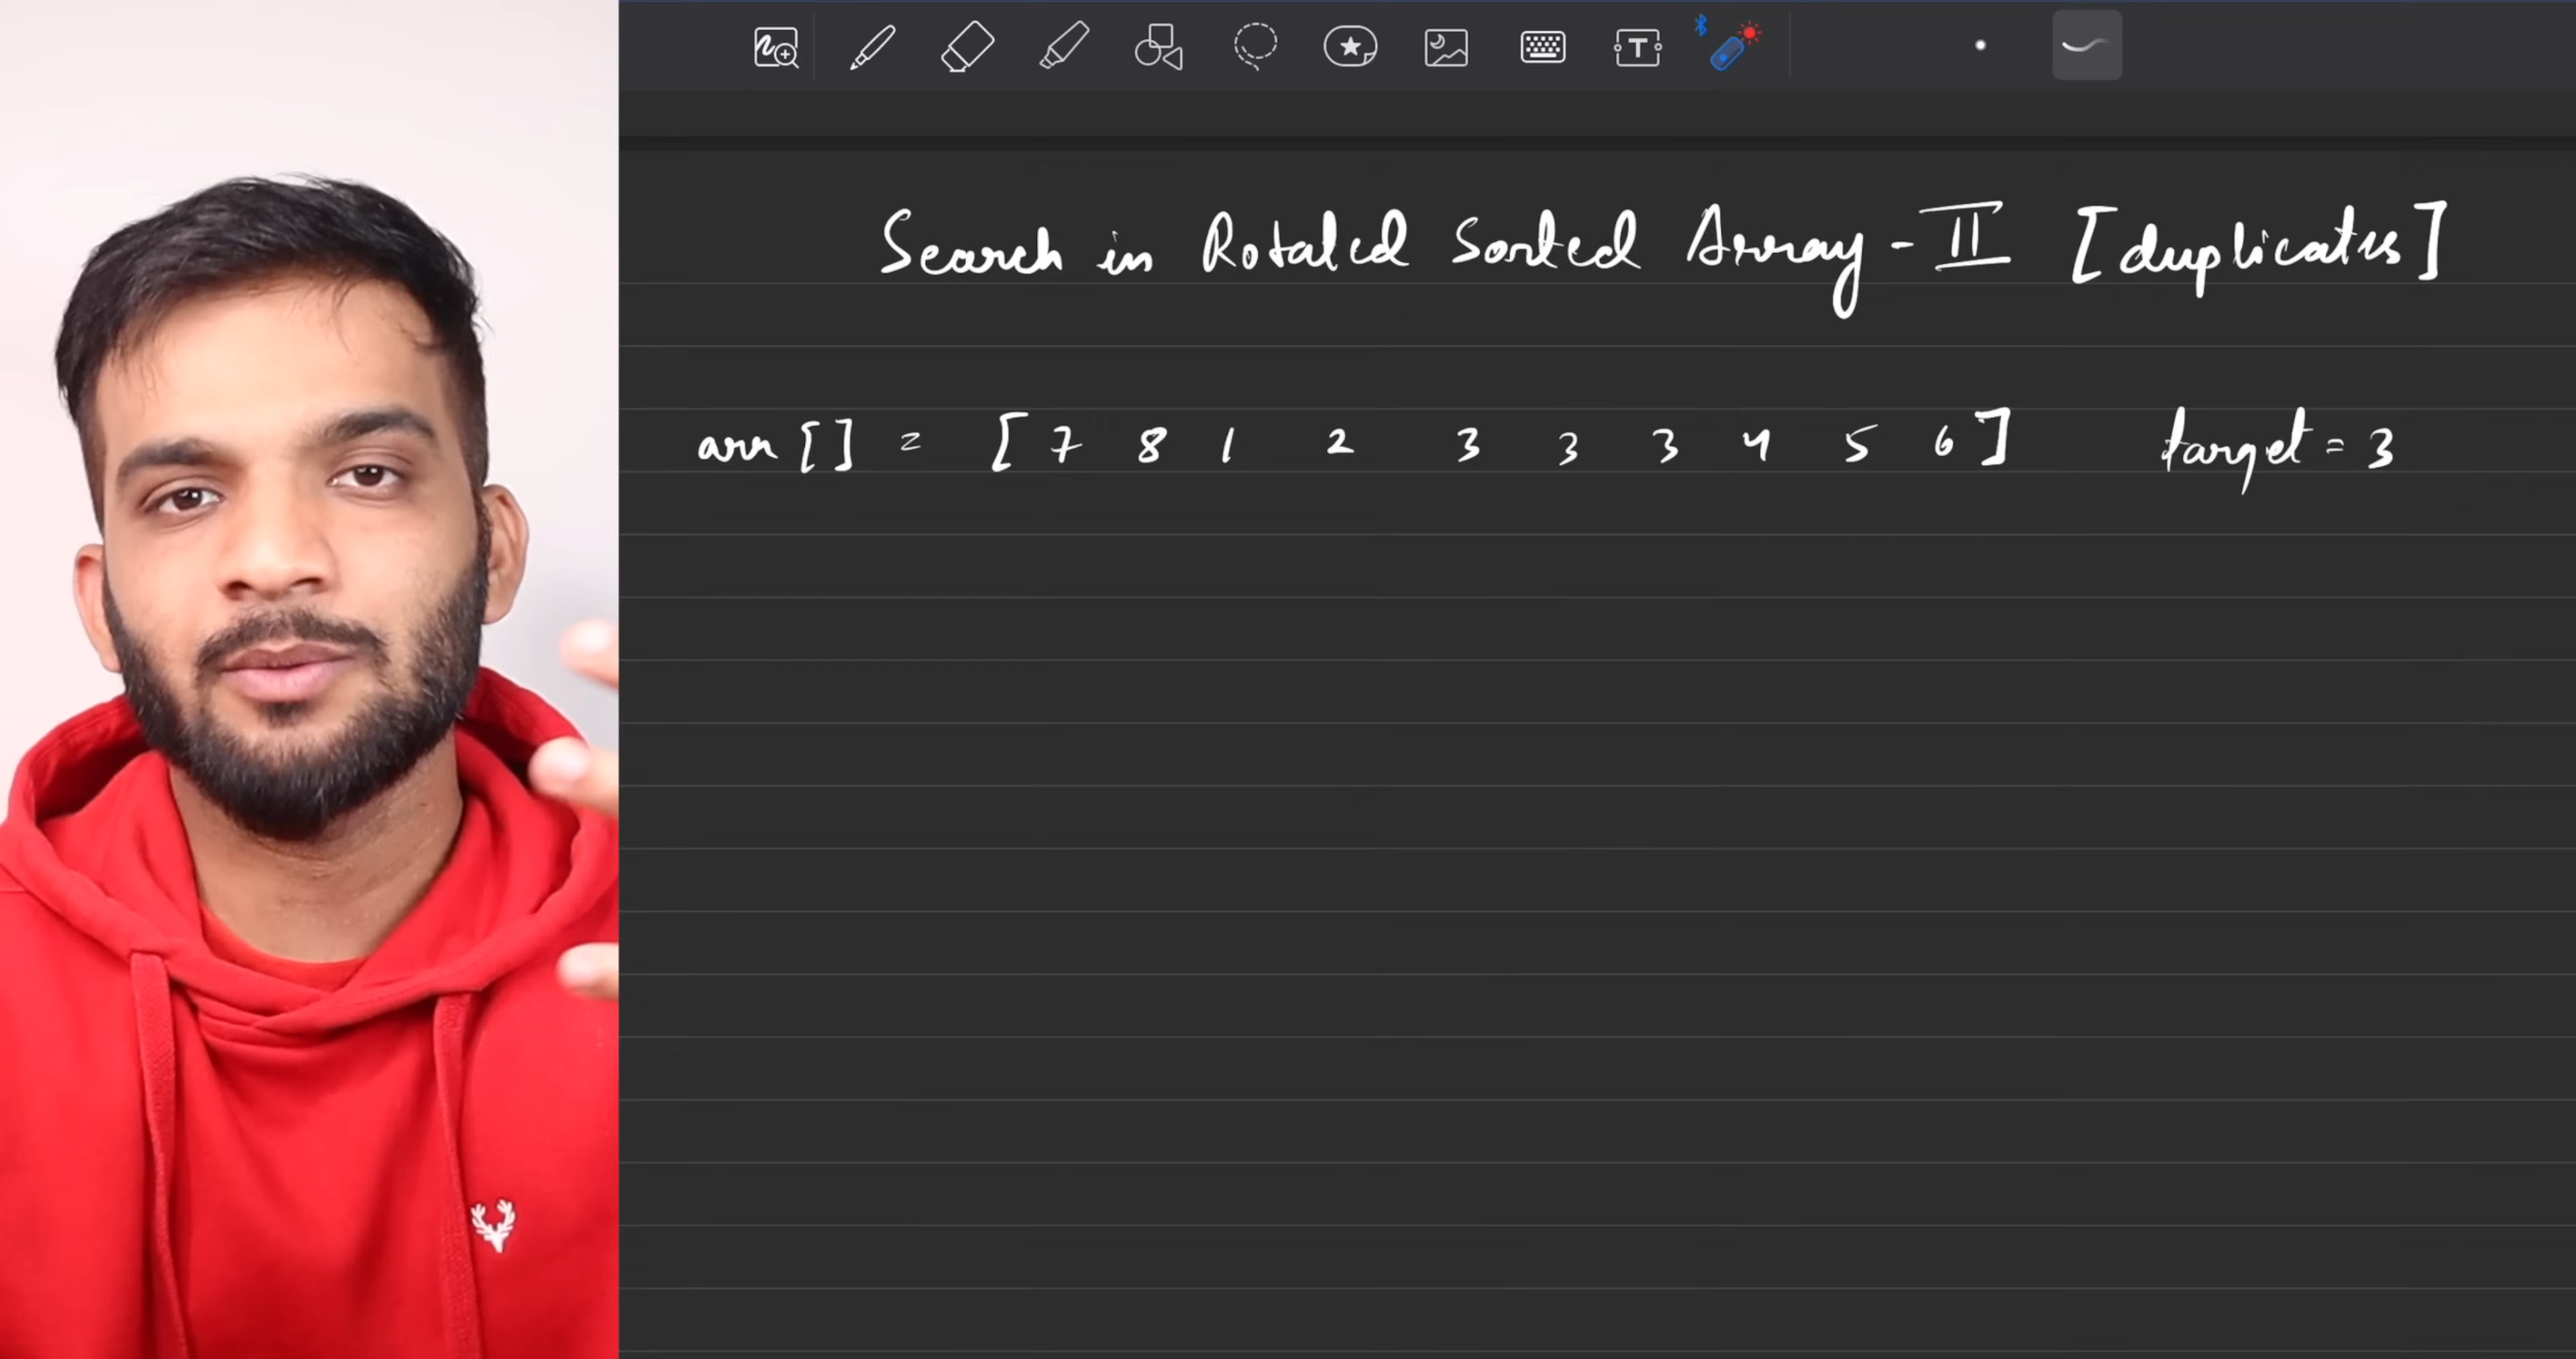 Search in Rotated Sorted Array - II [duplicates]
arr [] = [ 7 8 1 2 3 3 3 4 5 6 ] target = 3